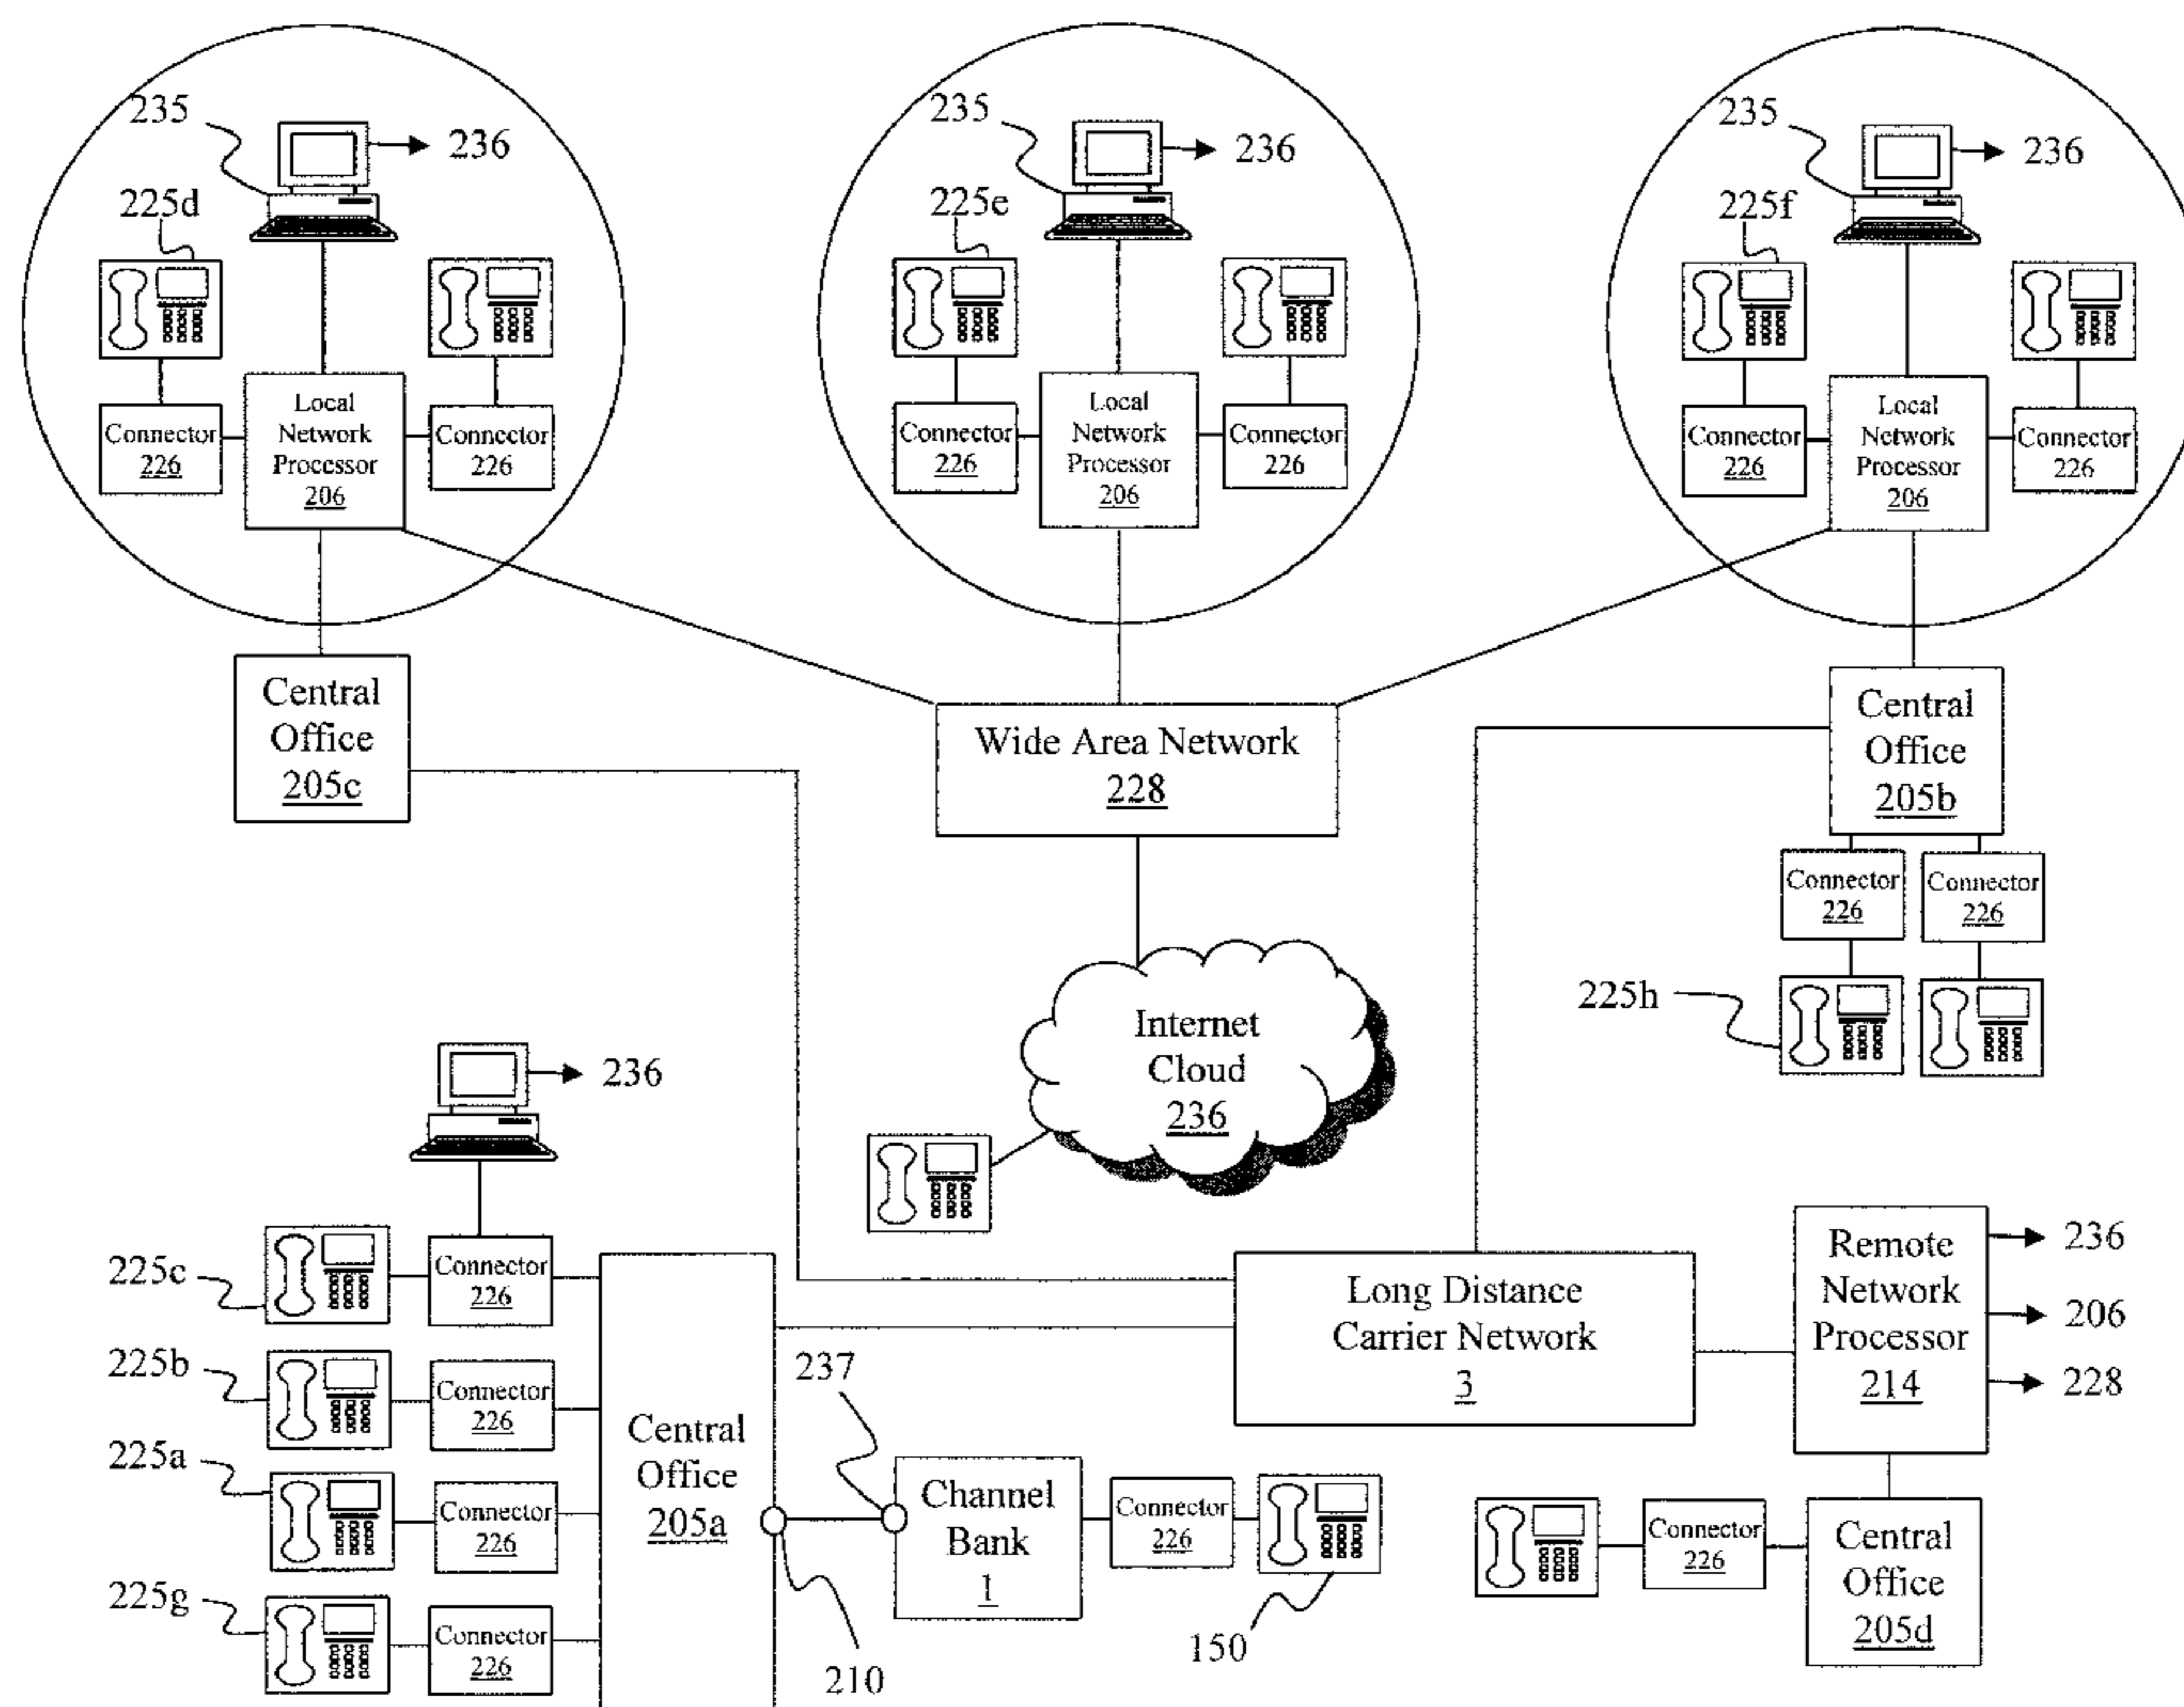 235
236
225d
Local
Network
Processor
206
Connector
226
Connector
226
235
236
225e
Local
Network
Processor
206
Connector
226
Connector
226
235
236
225f
Local
Network
Processor
206
Connector
226
Connector
226
Central
Office
205c
Wide Area Network
228
Central
Office
205b
Connector
226
Connector
226
225h
Internet
Cloud
236
236
225c
Connector
226
225b
Connector
226
225a
Connector
226
225g
Connector
226
Central
Office
205a
237
210
Channel
Bank
1
Connector
226
150
Long Distance
Carrier Network
3
Remote
Network
Processor
214
236
206
228
Connector
226
Central
Office
205d